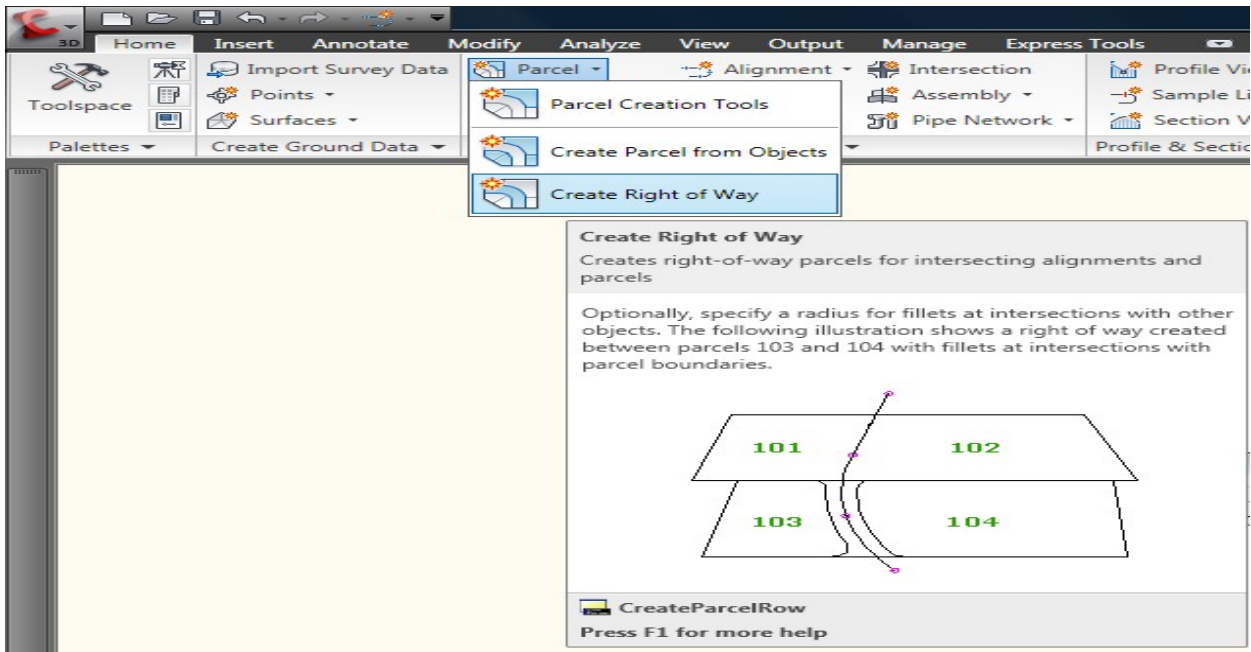 3D
Home Insert Annotate Modify Analyze View Output Manage Express Tools
Toolspace
Import Survey Data
Points
Surfaces
Parcel
Alignment
Intersection
Assembly
Pipe Network
Profile Vi
Sample Li
Section V
Palettes
Create Ground Data
Profile & Sectio
Parcel Creation Tools
Create Parcel from Objects
Create Right of Way
Create Right of Way
Creates right-of-way parcels for intersecting alignments and
parcels
Optionally, specify a radius for fillets at intersections with other
objects. The following illustration shows a right of way created
between parcels 103 and 104 with fillets at intersections with
parcel boundaries.
101 102
103 104
CreateParcelRow
Press F1 for more help